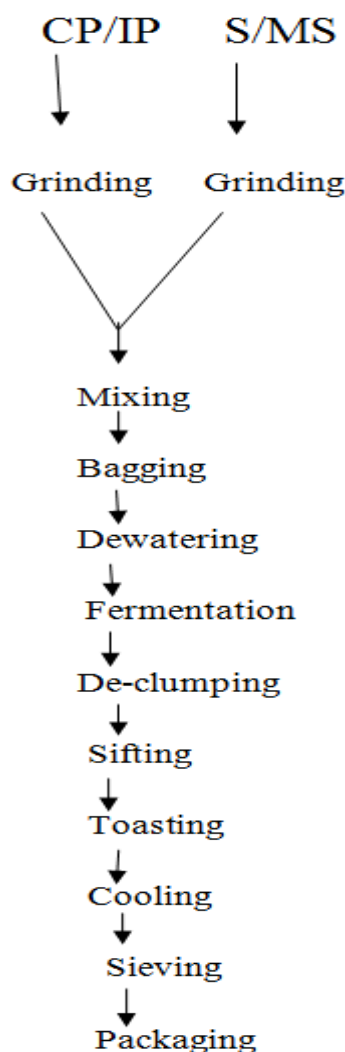 CP/IP S/MS
Grinding Grinding
Mixing
Bagging
Dewatering
Fermentation
De-clumping
Sifting
Toasting
Cooling
Sieving
Packaging